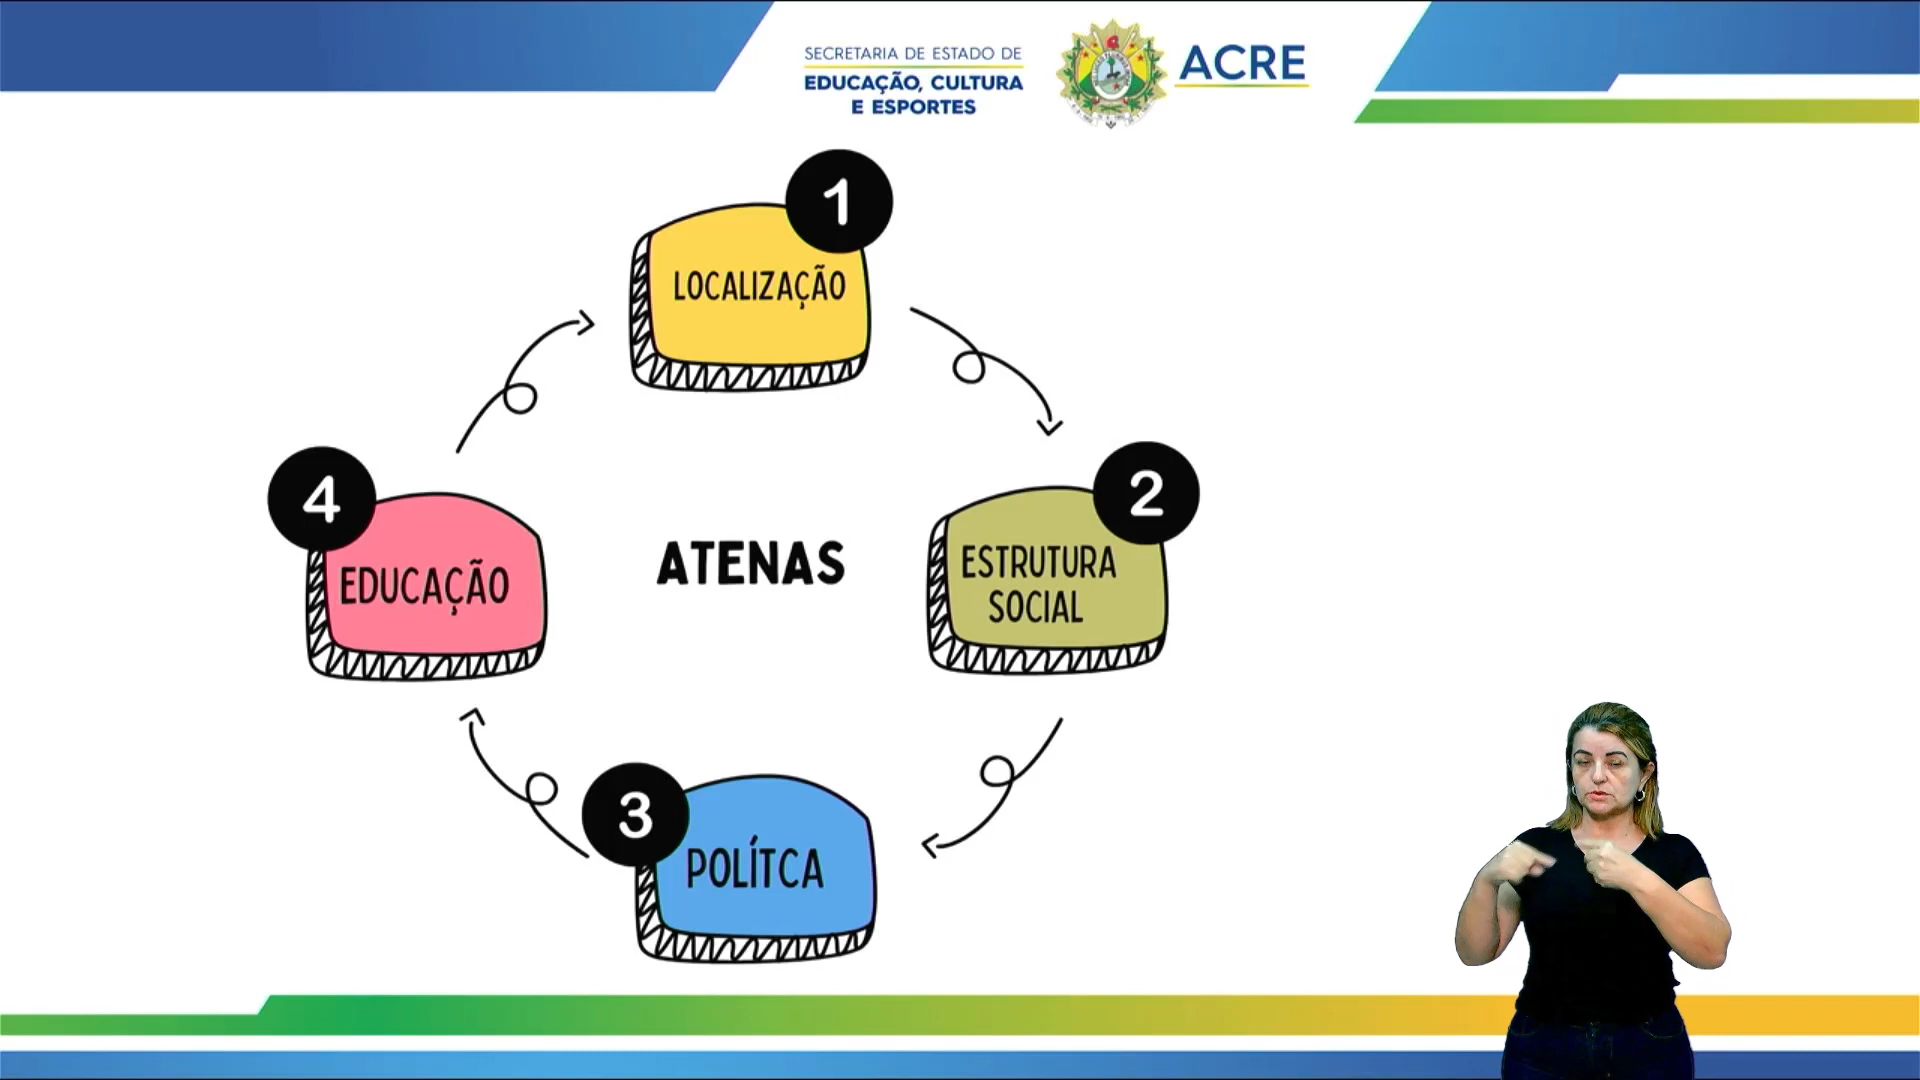 SECRETARIA DE ESTADO DE
EDUCAÇÃO, CULTURA
E ESPORTES
ACRE
1
LOCALIZAÇÃO
2
ESTRUTURA
SOCIAL
ATENAS
4
EDUCAÇÃO
3
POLÍTCA